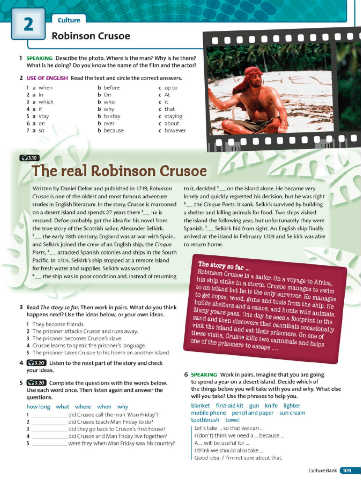 2
Culture
Robinson Crusoe
1 SPEAKING Describe the photo. Where is the man? Why is he there?
What is he doing? Do you know the name of the film and the actor?
2 USE OF ENGLISH Read the text and circle the correct answers.
1 a when b before c up to
2 a In b On c At
3 a which b who c it
4 a if b why c that
5 a stay b to stay c staying
6 a on b over c about
7 a so b because c however
The real Robinson Crusoe
Written by Daniel Defoe and published in 1719, Robinson
Crusoe is one of the oldest and most famous adventure
stories in English literature. In the story, Crusoe is marooned
on a desert island and spends 27 years there he is
rescued. Defoe probably got the idea for his novel from
the true story of the Scottish sailor, Alexander Selkirk.
the early 18th century, England was at war with Spain,
and Selkirk joined the crew of an English ship, the Cinque
Ports, attacked Spanish colonies and ships in the South
Pacific. In 1704, Selkirk's ship stopped at a remote island
for fresh water and supplies. Selkirk was worried
the ship was in poor condition and, instead of returning
to it, decided on the island alone. He became very
lonely and quickly regretted his decision, but he was right
the Cinque Ports: it sank. Selkirk survived by building
a shelter and killing animals for food. Two ships visited
the island the following year, but unfortunately they were
Spanish, Selkirk hid from sight. An English ship finally
arrived at the island in February 1709 and Selkirk was able
to return home.
The story so far ...
Robinson Crusoe is a sailor. On a voyage to Africa,
his ship sinks in a storm. Crusoe manages to swim
to an island but he is the only survivor. He manages
to get ropes, wood, guns and tools from the ship. He
builds shelters and a canoe, and hunts wild animals.
Many years pass. One day he sees a footprint in the
sand and then discovers that cannibals occasionally
visit the island and eat their prisoners. On one of
these visits, Crusoe kills two cannibals and helps
one of the prisoners to escape ...
3 Read The story so far. Then work in pairs. What do you think
happens next? Use the ideas below, or your own ideas.
1 They become friends.
2 The prisoner attacks Crusoe and runs away.
3 The prisoner becomes Crusoe's slave.
4 Crusoe learns to speak the prisoner's language.
5 The prisoner takes Crusoe to his home on another island.
4 Listen to the next part of the story and check
your ideas.
5 Complete the questions with the words below.
Use each word once. Then listen again and answer the
questions.
how long what where when why
1 did Crusoe call the man 'Man Friday'?
2 did Crusoe teach Man Friday to do?
3 did they go back to Crusoe's first house?
4 did Crusoe and Man Friday live together?
5 were they when Man Friday saw his country?
6 SPEAKING Work in pairs. Imagine that you are going
to spend a year on a desert island. Decide which of
the things below you will take with you and why. What else
will you take? Use the phrases to help you.
blanket first-aid kit gun knife lighter
mobile phone pencil and paper sun cream
toothbrush towel
Let's take ... so that we can ...
I don't think we need a ... because ...
A ... will be useful for ...
I think we should also take ...
Good idea. / I'm not sure about that.
Culture Bank 109